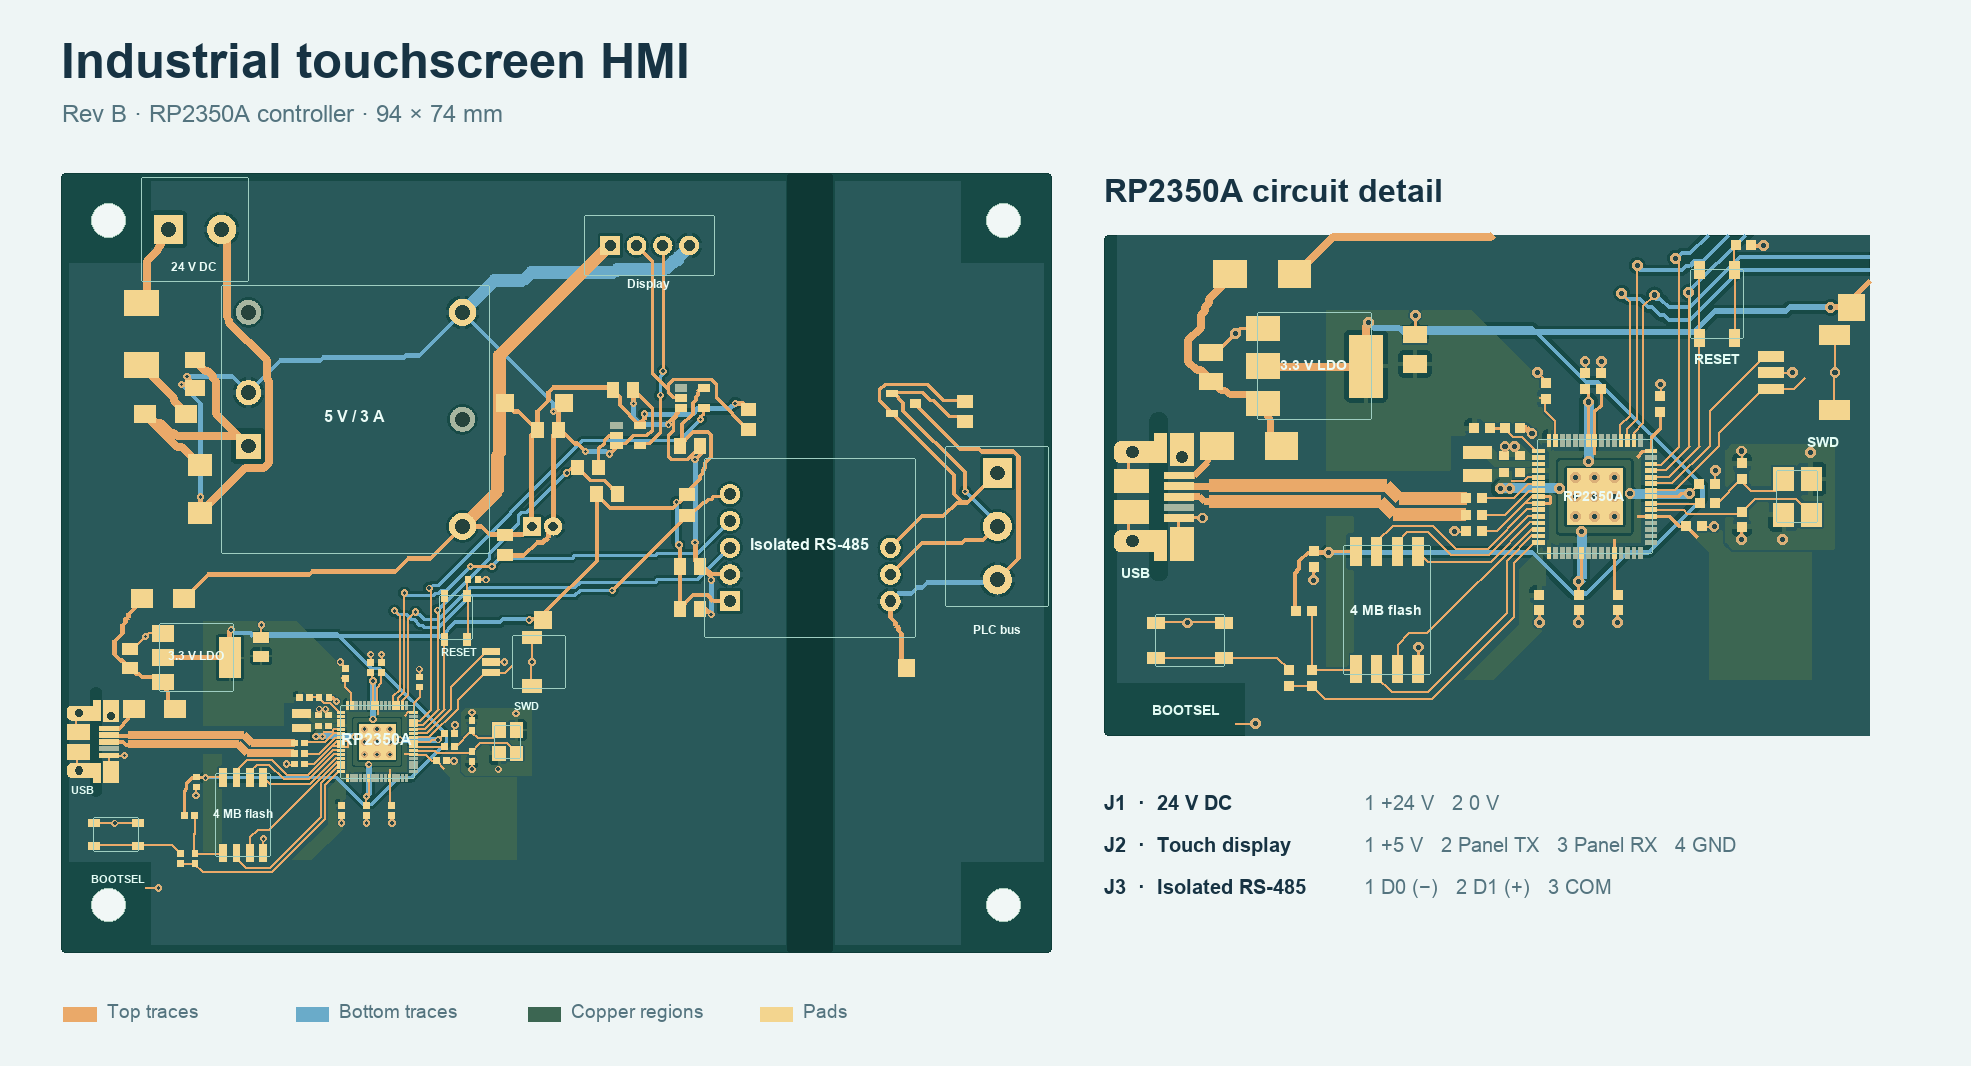 Industrial touchscreen HMI
Rev B · RP2350A controller · 94 × 74 mm
24 V DC
Display
5 V / 3 A
Isolated RS-485
PLC bus
3.3 V LDO
RESET
SWD
USB
RP2350A
4 MB flash
BOOTSEL
RP2350A circuit detail
3.3 V LDO
RESET
SWD
USB
RP2350A
4 MB flash
BOOTSEL
J1 · 24 V DC 1 +24 V 2 0 V
J2 · Touch display 1 +5 V 2 Panel TX 3 Panel RX 4 GND
J3 · Isolated RS-485 1 D0 (−) 2 D1 (+) 3 COM
Top traces
Bottom traces
Copper regions
Pads